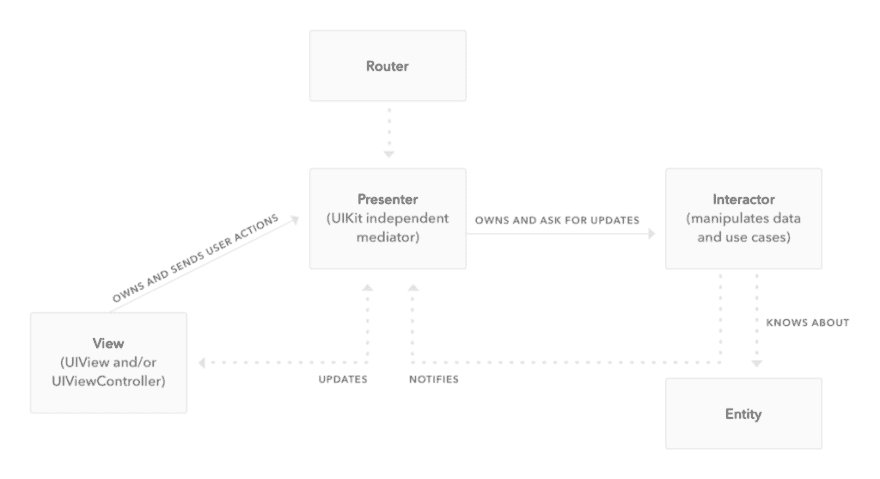 Router
Presenter
(UIKit independent
mediator)
OWNS AND ASK FOR UPDATES
Interactor
(manipulates data
and use cases)
OWNS AND SENDS USER ACTIONS
KNOWS ABOUT
View
(UIView and/or
UIViewController)
UPDATES
NOTIFIES
Entity